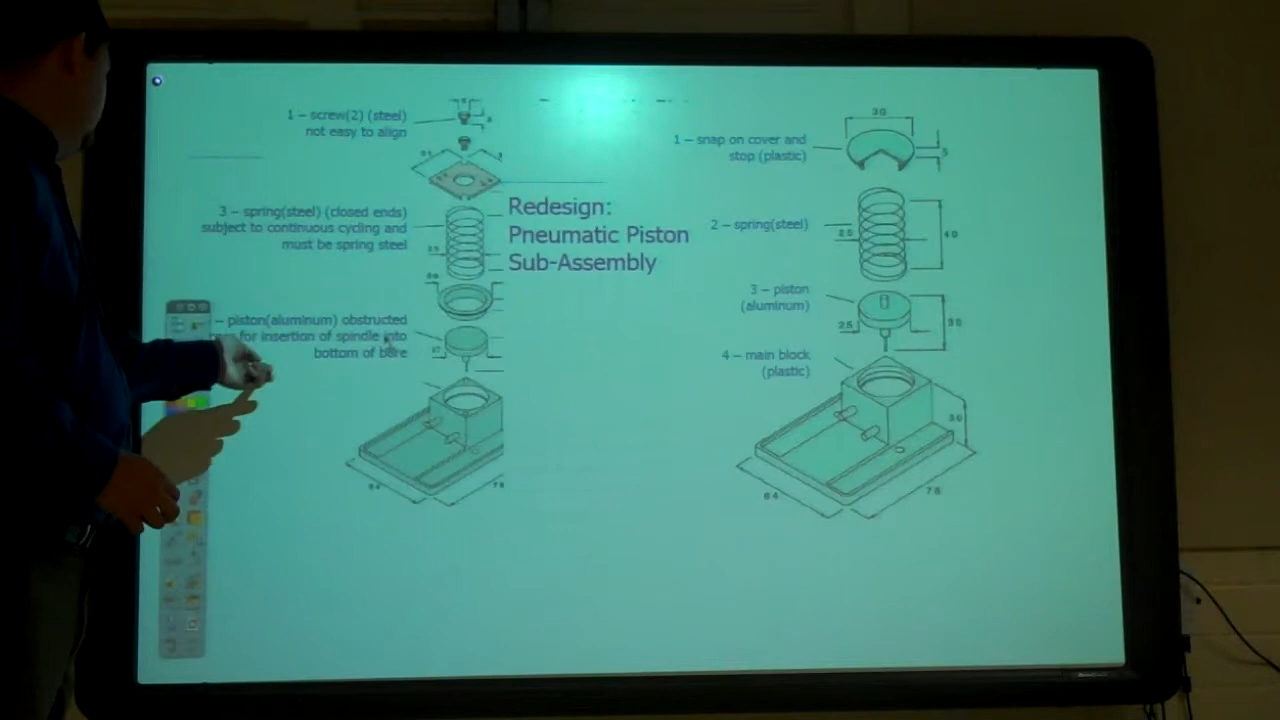 1 – screw(2) (steel)
not easy to align
3 – spring(steel) (closed ends)
subject to continuous cycling and
must be spring steel
– piston(aluminum) obstructed
for insertion of spindle into
bottom of bore
Redesign:
Pneumatic Piston
Sub-Assembly
64
30
1 – snap on cover and
stop (plastic)
5
2 – spring(steel)
40
3 – piston
(aluminum)
25
4 – main block
(plastic)
30
64
78